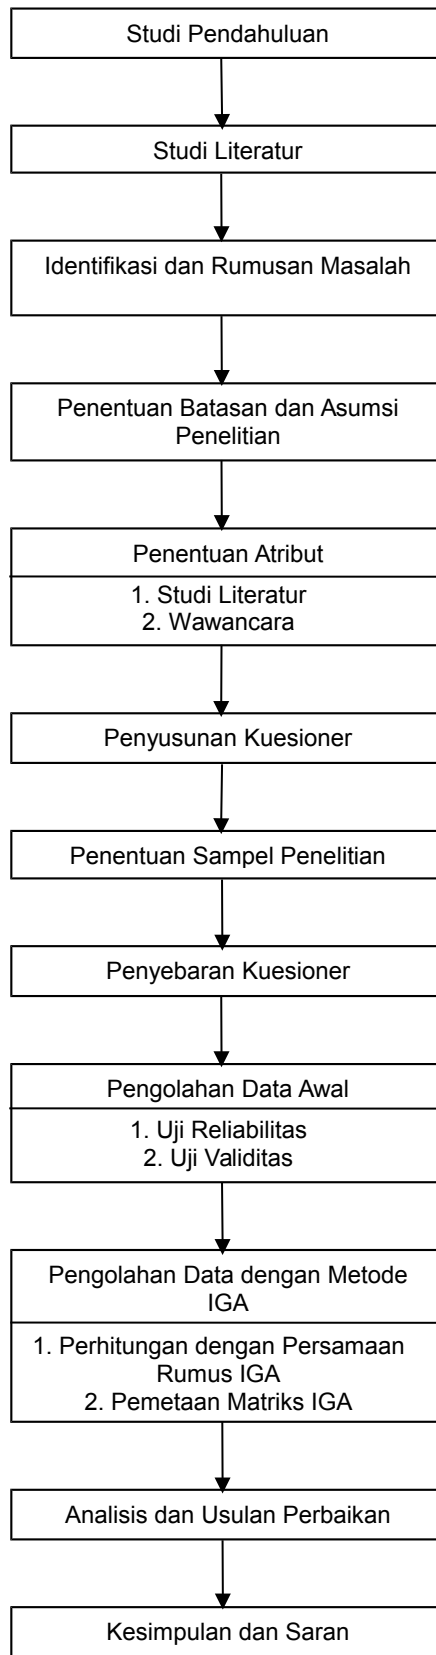 Studi Pendahuluan
Studi Literatur
Identifikasi dan Rumusan Masalah
Penentuan Batasan dan Asumsi
Penelitian
Penentuan Atribut
1. Studi Literatur
2. Wawancara
Penyusunan Kuesioner
Penentuan Sampel Penelitian
Penyebaran Kuesioner
Pengolahan Data Awal
1. Uji Reliabilitas
2. Uji Validitas
Pengolahan Data dengan Metode
IGA
1. Perhitungan dengan Persamaan
Rumus IGA
2. Pemetaan Matriks IGA
Analisis dan Usulan Perbaikan
Kesimpulan dan Saran